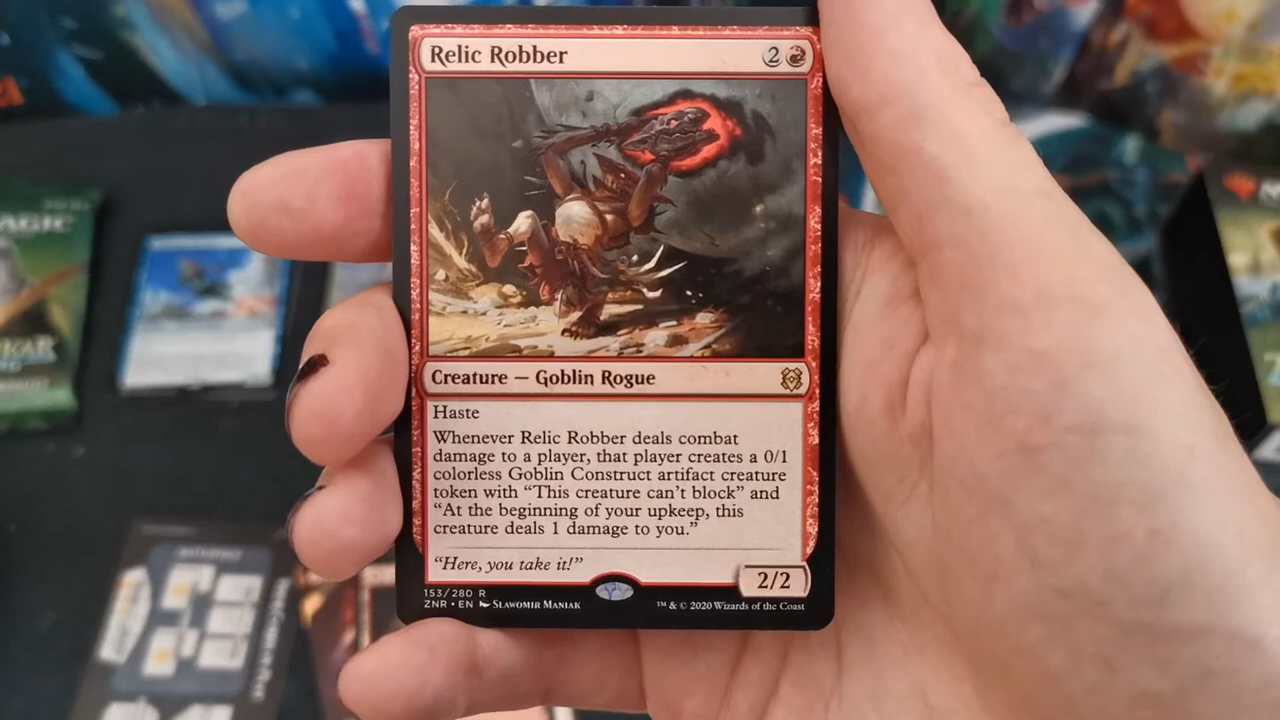 Relic Robber
2
Creature — Goblin Rogue
Haste
Whenever Relic Robber deals combat
damage to a player, that player creates a 0/1
colorless Goblin Construct artifact creature
token with “This creature can’t block” and
“At the beginning of your upkeep, this
creature deals 1 damage to you.”
“Here, you take it!”
2/2
153/280 R
ZNR • EN SLAWOMIR MANIAK
™ & © 2020 Wizards of the Coast